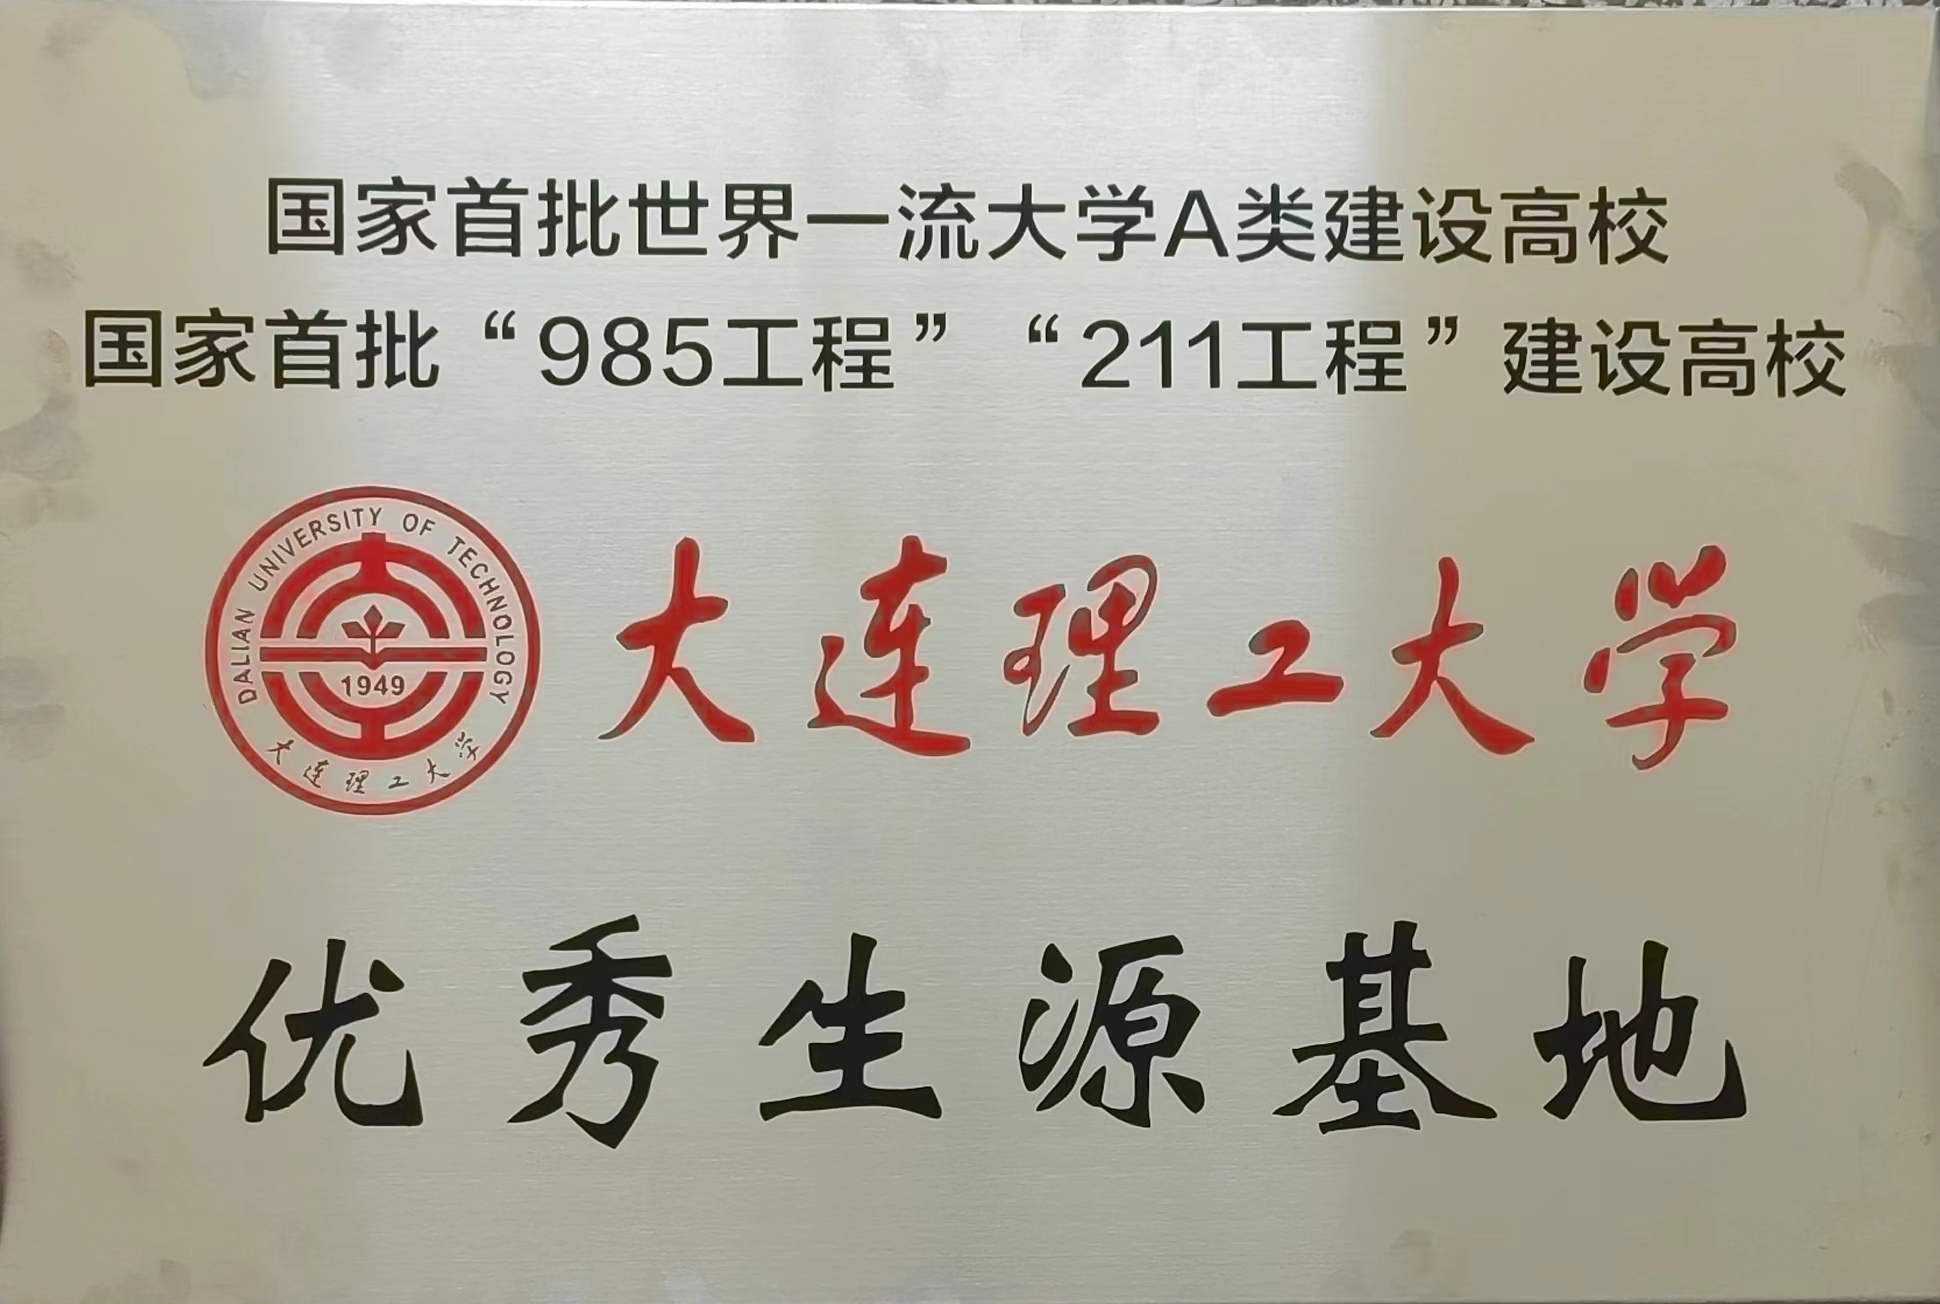 国家首批世界一流大学A类建设高校
国家首批“985工程”“211工程”建设高校
DALIAN UNIVERSITY OF TECHNOLOGY
1949
大连理工大学
大连理工大学
优秀生源基地